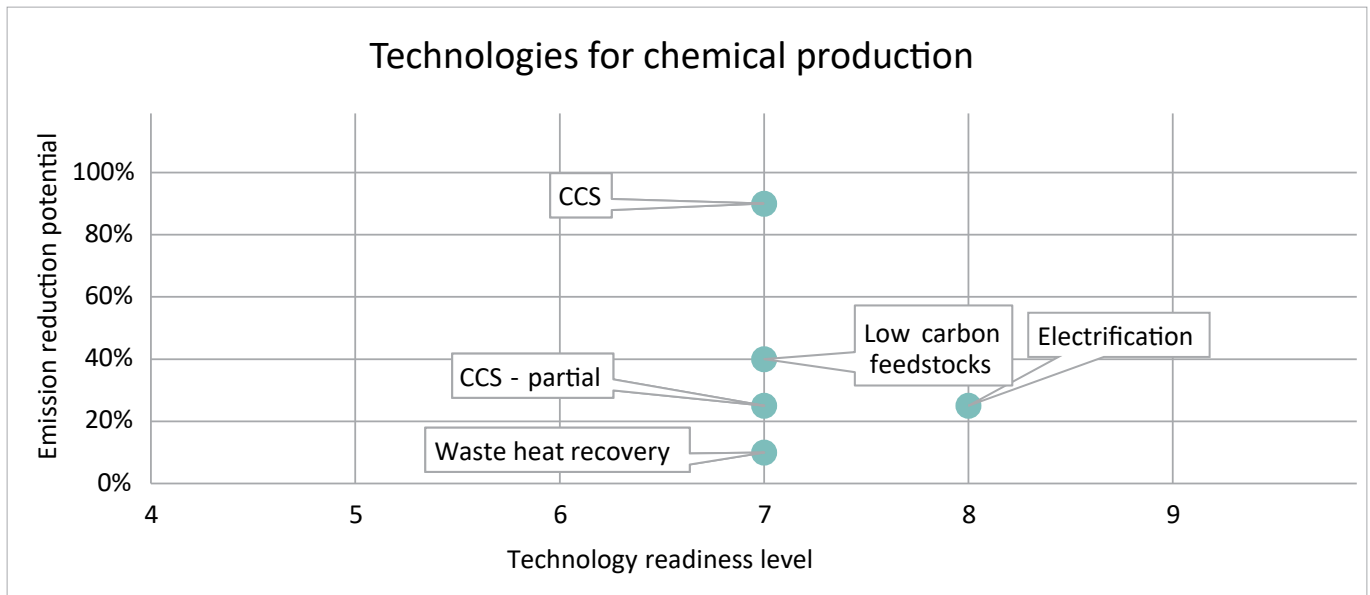 Technologies for chemical production
Emission reduction potential
100%
80%
60%
40%
20%
0%
CCS
Low carbon
feedstocks
Electrification
CCS - partial
Waste heat recovery
4
5
6
7
8
9
Technology readiness level